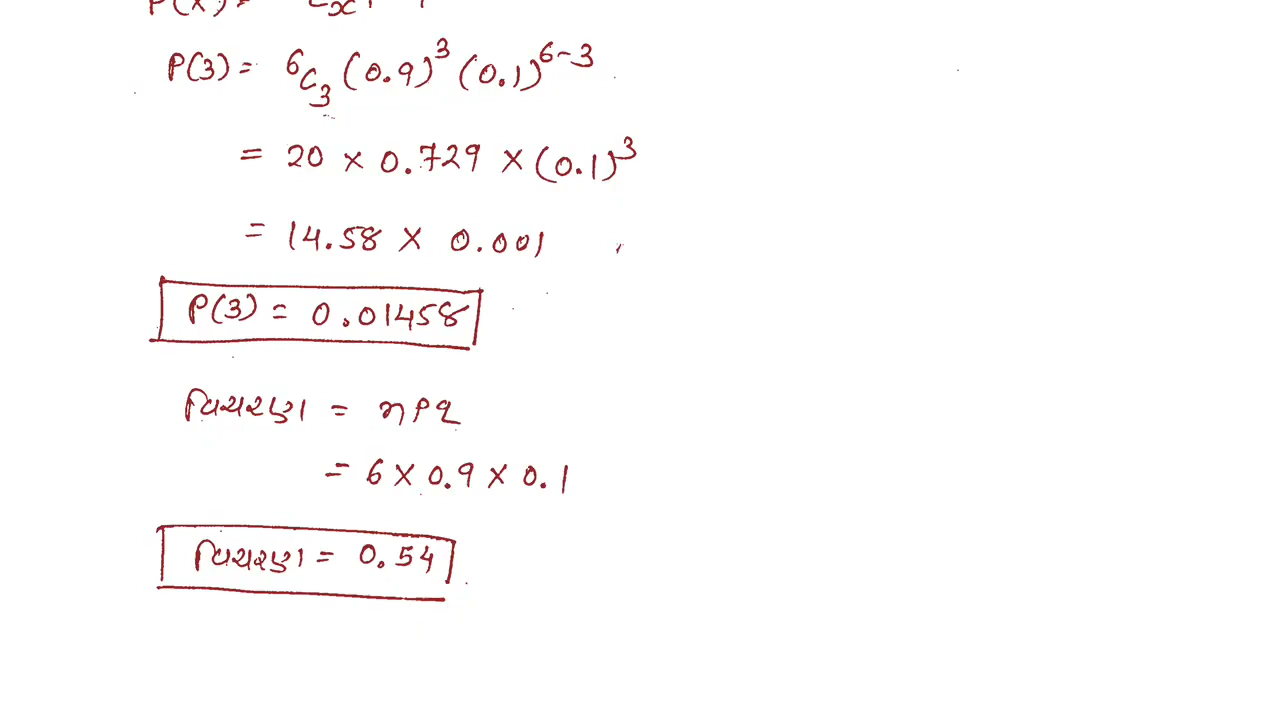 P(3) = ⁶C₃ (0.9)³ (0.1)⁶⁻³
= 20 × 0.729 × (0.1)³
= 14.58 × 0.001
P(3) = 0.01458
વિચરણ = npq
= 6 × 0.9 × 0.1
વિચરણ = 0.54